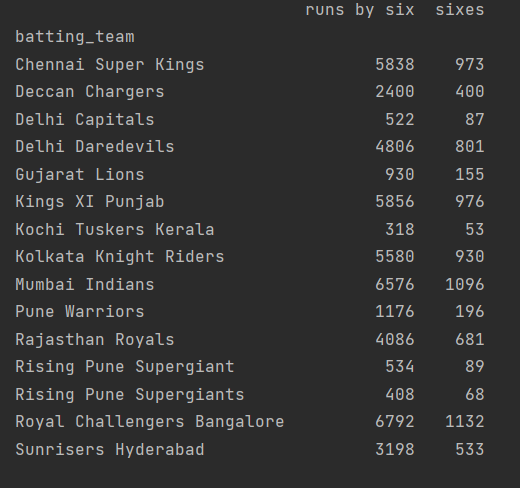 runs by six sixes
batting_team
Chennai Super Kings 5838 973
Deccan Chargers 2400 400
Delhi Capitals 522 87
Delhi Daredevils 4806 801
Gujarat Lions 930 155
Kings XI Punjab 5856 976
Kochi Tuskers Kerala 318 53
Kolkata Knight Riders 5580 930
Mumbai Indians 6576 1096
Pune Warriors 1176 196
Rajasthan Royals 4086 681
Rising Pune Supergiant 534 89
Rising Pune Supergiants 408 68
Royal Challengers Bangalore 6792 1132
Sunrisers Hyderabad 3198 533